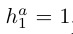 $h_1^a = 1,$